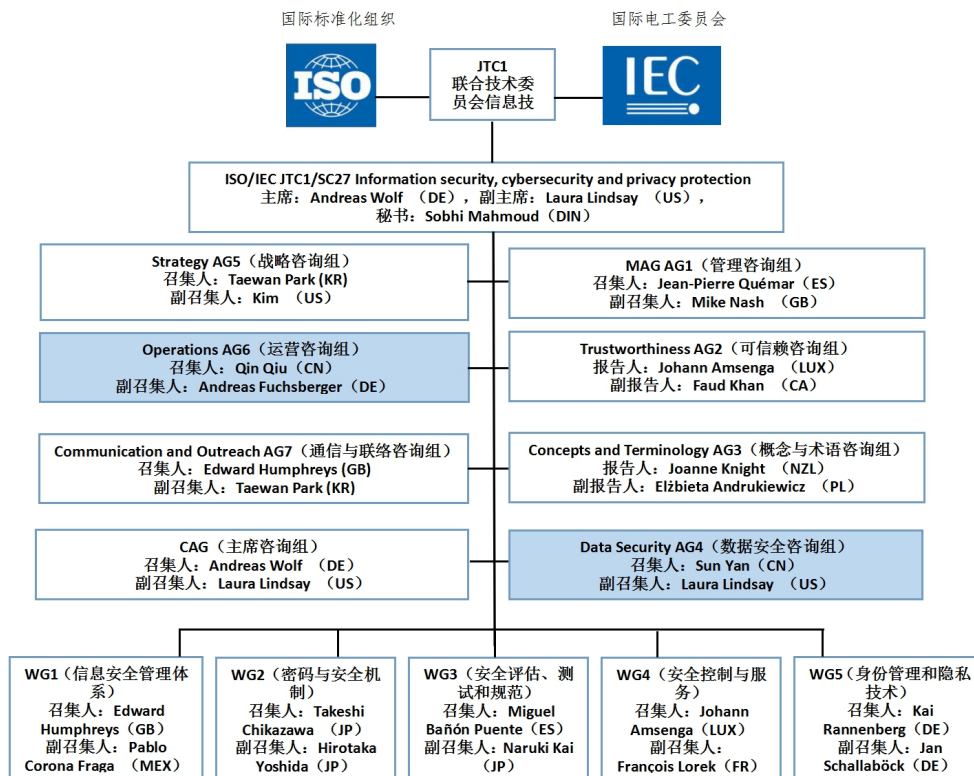 国际标准化组织
国际电工委员会
ISO
JTC1
联合技术委
员会信息技
IEC
ISO/IEC JTC1/SC27 Information security, cybersecurity and privacy protection
主席：Andreas Wolf （DE），副主席：Laura Lindsay （US），
秘书：Sobhi Mahmoud（DIN）
Strategy AG5（战略咨询组）
召集人：Taewan Park (KR)
副召集人：Kim （US）
MAG AG1（管理咨询组）
召集人：Jean-Pierre Quémar（ES）
副召集人：Mike Nash（GB）
Operations AG6（运营咨询组）
召集人：Qin Qiu（CN）
副召集人：Andreas Fuchsberger（DE）
Trustworthiness AG2（可信赖咨询组）
报告人：Johann Amsenga （LUX）
副报告人：Faud Khan （CA）
Communication and Outreach AG7（通信与联络咨询组）
召集人：Edward Humphreys (GB)
副召集人：Taewan Park (KR)
Concepts and Terminology AG3（概念与术语咨询组）
报告人：Joanne Knight （NZL）
副报告人：Elżbieta Andrukiewicz （PL）
CAG（主席咨询组）
召集人：Andreas Wolf （DE）
副召集人：Laura Lindsay （US）
Data Security AG4（数据安全咨询组）
召集人：Sun Yan（CN）
副召集人：Laura Lindsay （US）
WG1（信息安全管理体
系）
召集人：Edward
Humphreys（GB）
副召集人：Pablo
Corona Fraga （MEX）
WG2（密码与安全机
制）
召集人：Takeshi
Chikazawa（JP）
副召集人：Hirotaka
Yoshida（JP）
WG3（安全评估、测
试和规范）
召集人：Miguel
Bañón Puente（ES）
副召集人：Naruki Kai
（JP）
WG4（安全控制与服
务）
召集人：Johann
Amsenga（LUX）
副召集人：
François Lorek（FR）
WG5（身份管理和隐私
技术）
召集人：Kai
Rannenberg（DE）
副召集人：Jan
Schallaböck（DE）